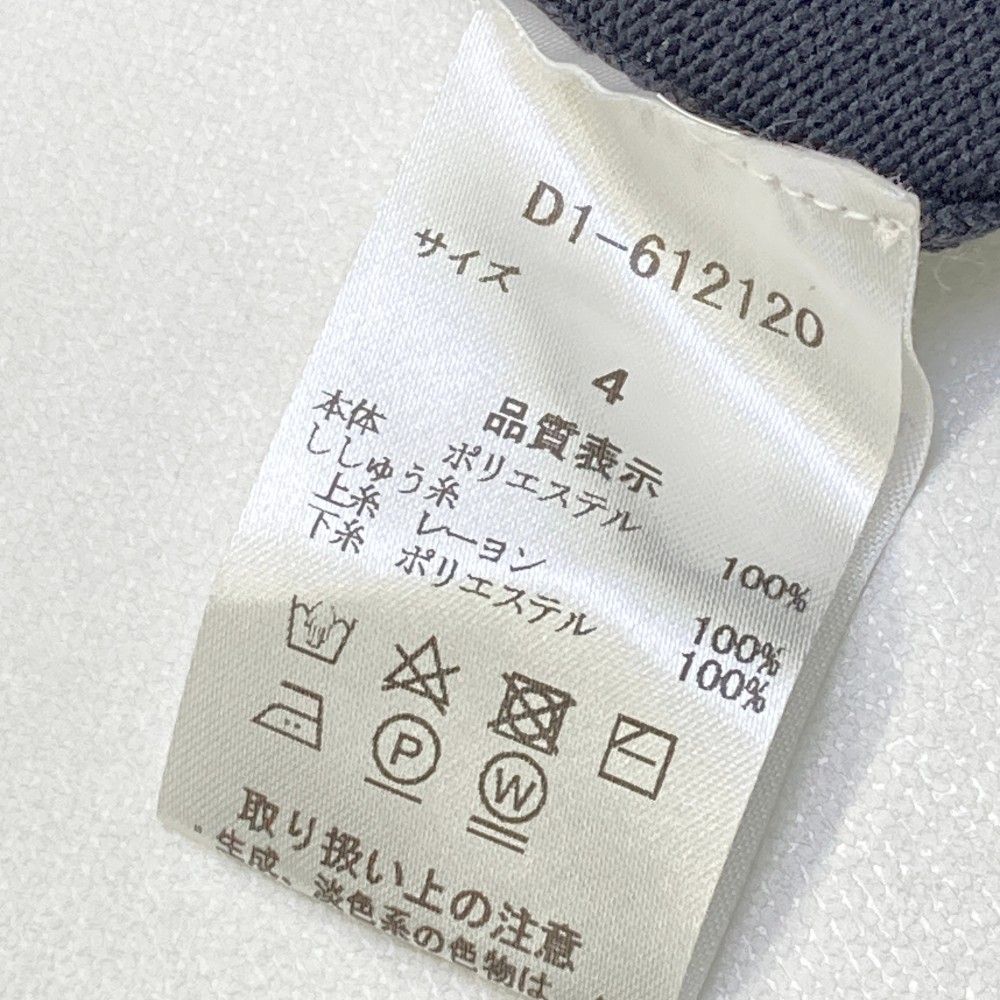 D1-612120
サイズ
4
品質表示
本体 ポリエステル 100%
ししゅう糸
上糸 レーヨン 100%
下糸 ポリエステル 100%
P
W
取り扱い上の注意
・生成、淡色系の色物は、